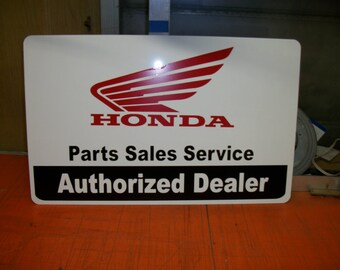 HONDA
Parts Sales Service
Authorized Dealer